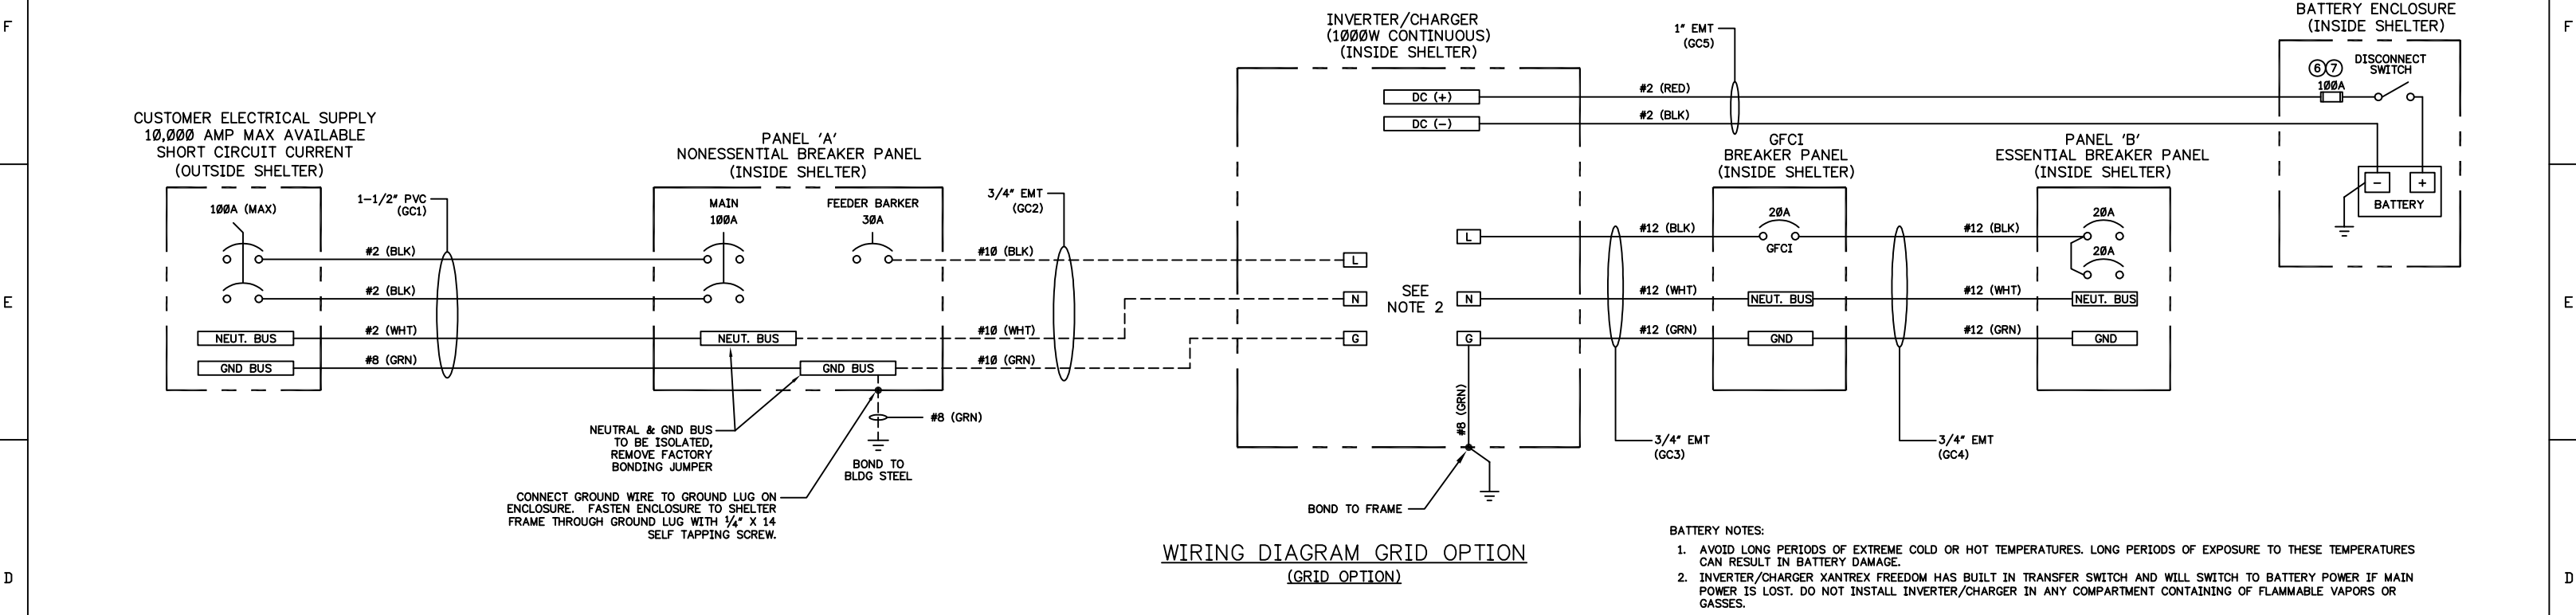 F
F
E
E
D
D
CUSTOMER ELECTRICAL SUPPLY
10,000 AMP MAX AVAILABLE
SHORT CIRCUIT CURRENT
(OUTSIDE SHELTER)
100A (MAX)
NEUT. BUS
GND BUS
1-1/2" PVC
(GC1)
#2 (BLK)
#2 (BLK)
#2 (WHT)
#8 (GRN)
PANEL 'A'
NONESSENTIAL BREAKER PANEL
(INSIDE SHELTER)
MAIN
100A
FEEDER BARKER
30A
NEUT. BUS
GND BUS
NEUTRAL & GND BUS
TO BE ISOLATED,
REMOVE FACTORY
BONDING JUMPER
#8 (GRN)
BOND TO
BLDG STEEL
CONNECT GROUND WIRE TO GROUND LUG ON
ENCLOSURE. FASTEN ENCLOSURE TO SHELTER
FRAME THROUGH GROUND LUG WITH 1/4" X 14
SELF TAPPING SCREW.
3/4" EMT
(GC2)
#10 (BLK)
#10 (WHT)
#10 (GRN)
INVERTER/CHARGER
(1000W CONTINUOUS)
(INSIDE SHELTER)
DC (+)
DC (-)
L
N
G
SEE
NOTE 2
L
N
G
#8 (GRN)
BOND TO FRAME
1" EMT
(GC5)
#2 (RED)
#2 (BLK)
#12 (BLK)
#12 (WHT)
#12 (GRN)
3/4" EMT
(GC3)
GFCI
BREAKER PANEL
(INSIDE SHELTER)
20A
GFCI
NEUT. BUS
GND
#12 (BLK)
#12 (WHT)
#12 (GRN)
3/4" EMT
(GC4)
PANEL 'B'
ESSENTIAL BREAKER PANEL
(INSIDE SHELTER)
20A
20A
NEUT. BUS
GND
BATTERY ENCLOSURE
(INSIDE SHELTER)
6 7
100A
DISCONNECT
SWITCH
- +
BATTERY
WIRING DIAGRAM GRID OPTION
(GRID OPTION)
BATTERY NOTES:
1. AVOID LONG PERIODS OF EXTREME COLD OR HOT TEMPERATURES. LONG PERIODS OF EXPOSURE TO THESE TEMPERATURES
CAN RESULT IN BATTERY DAMAGE.
2. INVERTER/CHARGER XANTREX FREEDOM HAS BUILT IN TRANSFER SWITCH AND WILL SWITCH TO BATTERY POWER IF MAIN
POWER IS LOST. DO NOT INSTALL INVERTER/CHARGER IN ANY COMPARTMENT CONTAINING OF FLAMMABLE VAPORS OR
GASSES.